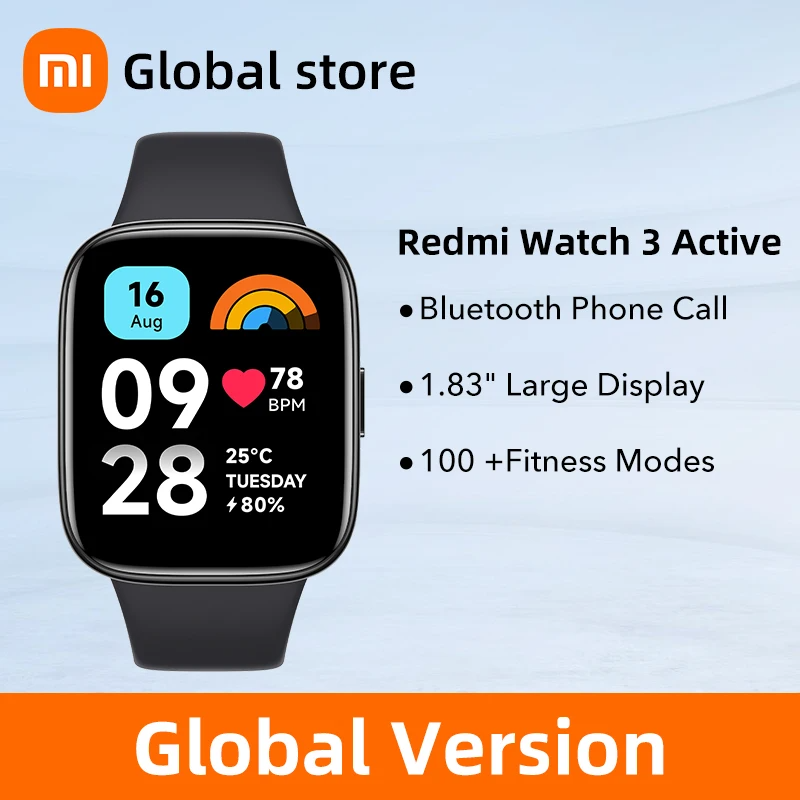 mi Global store
Redmi Watch 3 Active
•Bluetooth Phone Call
•1.83" Large Display
•100 +Fitness Modes
16
Aug
09
78
BPM
28
25°C
TUESDAY
80%
Global Version